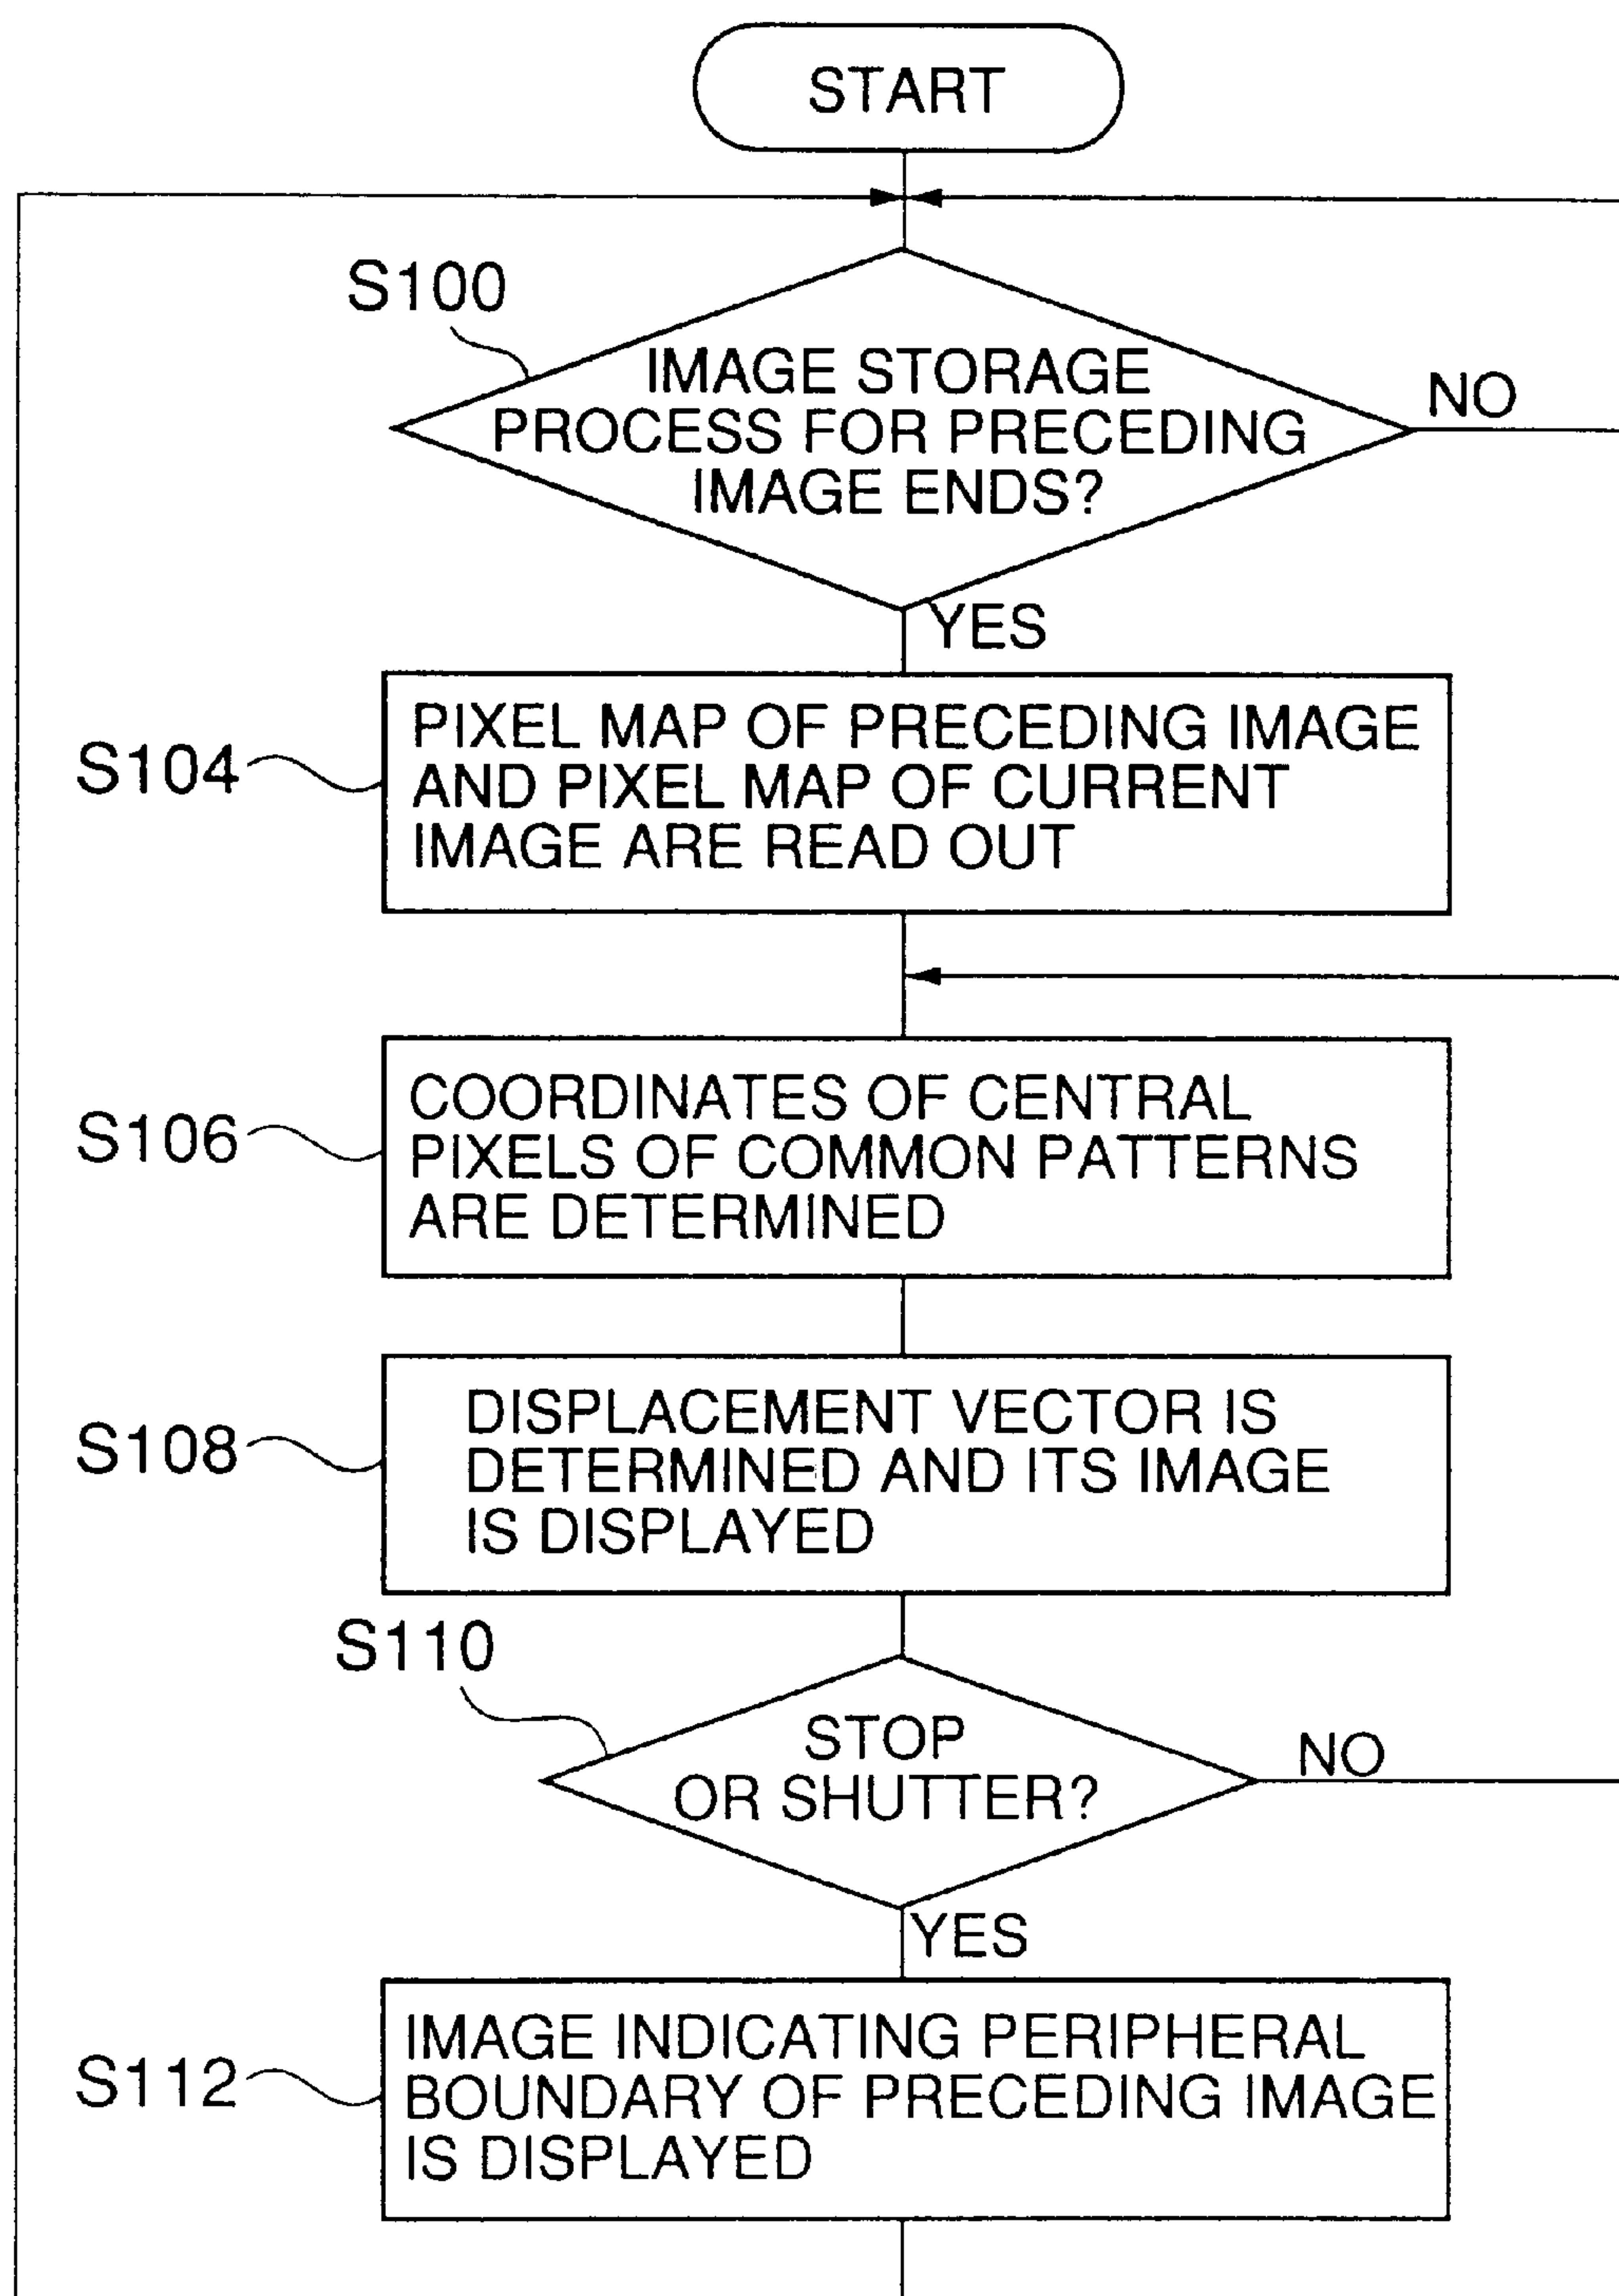 START
S100
IMAGE STORAGE
PROCESS FOR PRECEDING
IMAGE ENDS?
NO
YES
S104
PIXEL MAP OF PRECEDING IMAGE
AND PIXEL MAP OF CURRENT
IMAGE ARE READ OUT
S106
COORDINATES OF CENTRAL
PIXELS OF COMMON PATTERNS
ARE DETERMINED
S108
DISPLACEMENT VECTOR IS
DETERMINED AND ITS IMAGE
IS DISPLAYED
S110
STOP
OR SHUTTER?
NO
YES
S112
IMAGE INDICATING PERIPHERAL
BOUNDARY OF PRECEDING IMAGE
IS DISPLAYED